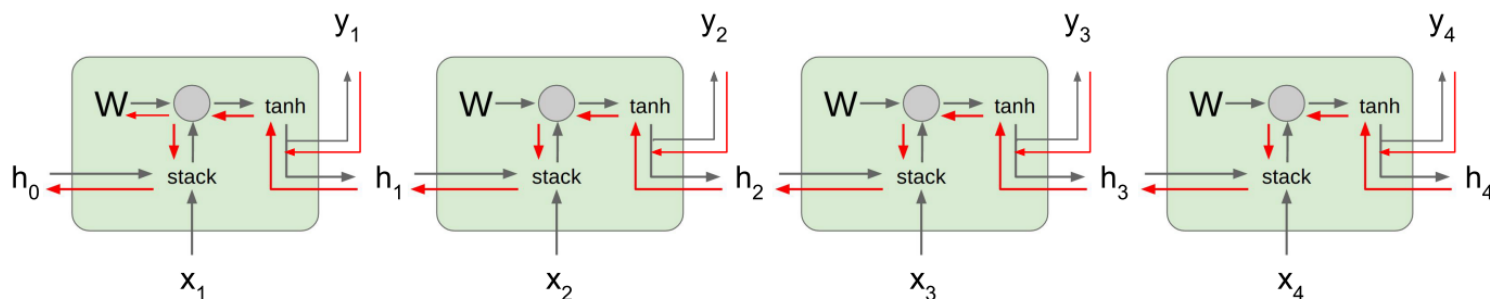 y₁ y₂ y₃ y₄
W tanh W tanh W tanh W tanh
h₀ stack h₁ stack h₂ stack h₃ stack h₄
x₁ x₂ x₃ x₄